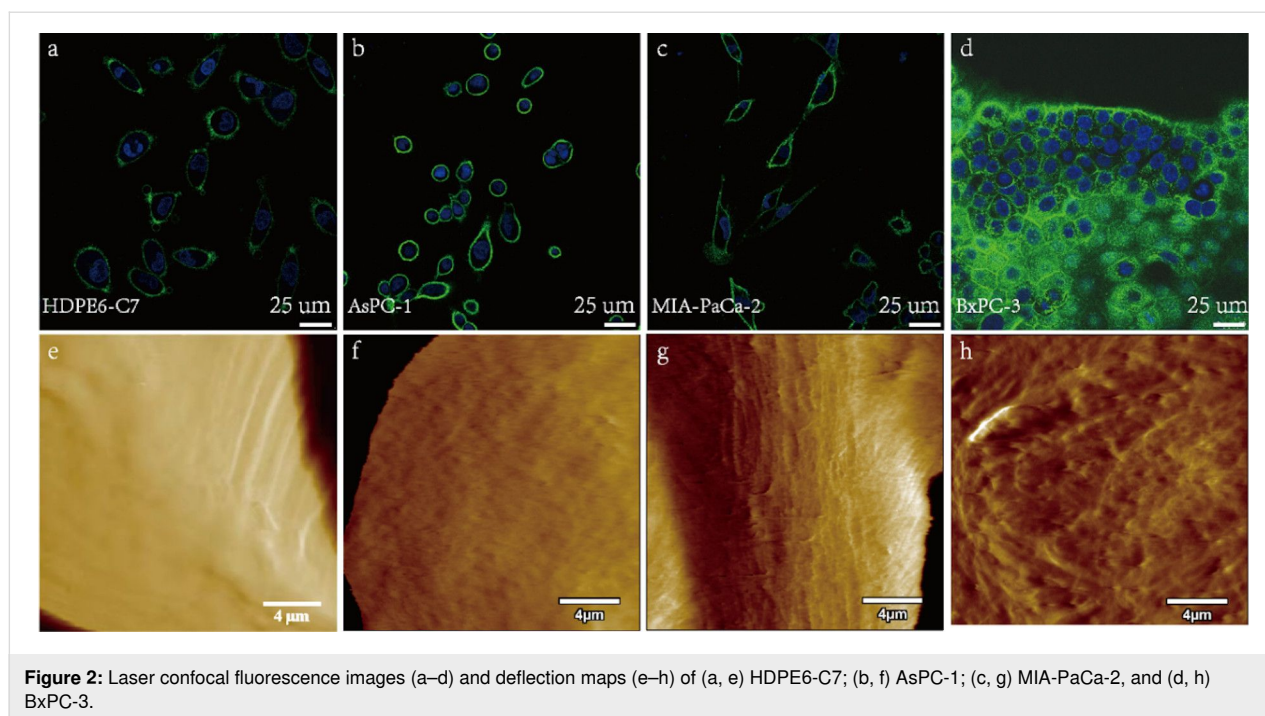 a
HDPE6-C7
25 um
b
AsPC-1
25 um
c
MIA-PaCa-2
25 um
d
BxPC-3
25 um
e
4 μm
f
4μm
g
4μm
h
4μm
Figure 2: Laser confocal fluorescence images (a–d) and deflection maps (e–h) of (a, e) HDPE6-C7; (b, f) AsPC-1; (c, g) MIA-PaCa-2, and (d, h)
BxPC-3.